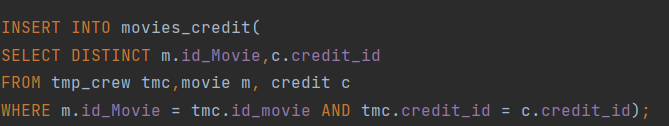 INSERT INTO movies_credit(
SELECT DISTINCT m.id_Movie,c.credit_id
FROM tmp_crew tmc,movie m, credit c
WHERE m.id_Movie = tmc.id_movie AND tmc.credit_id = c.credit_id);